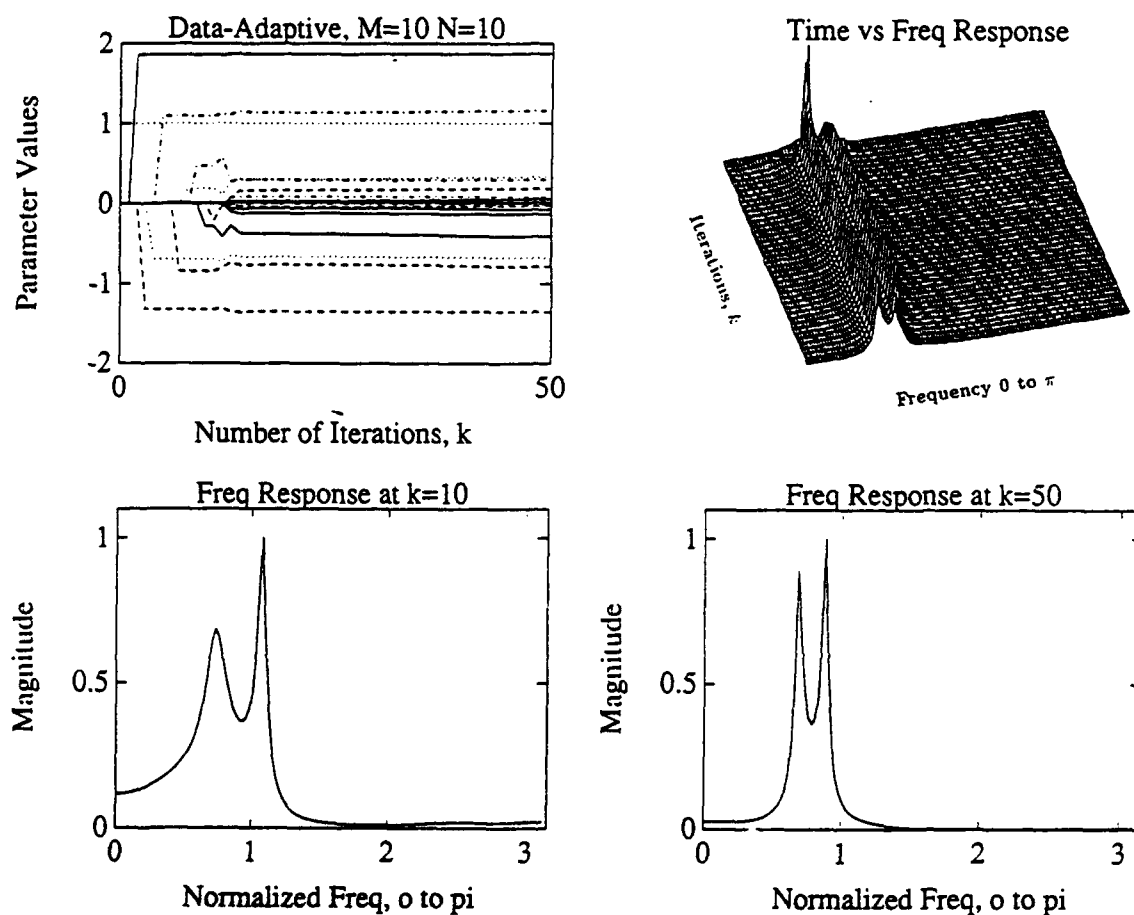 Data-Adaptive, M=10 N=10
2
1
0
-1
-2
Parameter Values
0
50
Number of Iterations, k
Time vs Freq Response
Iterations, k
Frequency 0 to π
Freq Response at k=10
1
0.5
0
Magnitude
0
1
2
3
Normalized Freq, o to pi
Freq Response at k=50
1
0.5
0
Magnitude
0
1
2
3
Normalized Freq, o to pi